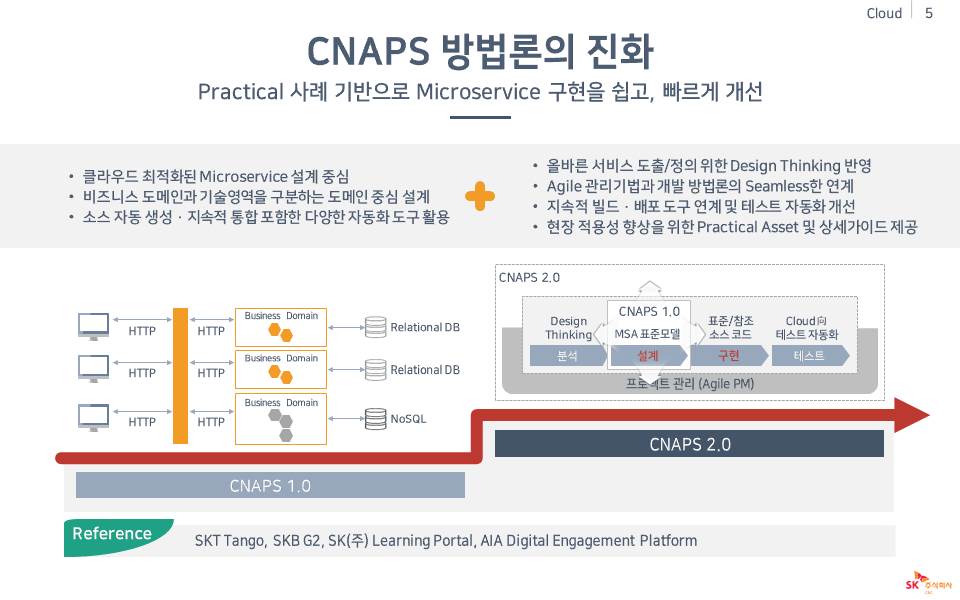 Cloud 5
CNAPS 방법론의 진화
Practical 사례 기반으로 Microservice 구현을 쉽고, 빠르게 개선
• 클라우드 최적화된 Microservice 설계 중심
• 비즈니스 도메인과 기술영역을 구분하는 도메인 중심 설계
• 소스 자동 생성 · 지속적 통합 포함한 다양한 자동화 도구 활용
• 올바른 서비스 도출/정의 위한 Design Thinking 반영
• Agile 관리기법과 개발 방법론의 Seamless한 연계
• 지속적 빌드 · 배포 도구 연계 및 테스트 자동화 개선
• 현장 적용성 향상을 위한 Practical Asset 및 상세가이드 제공
HTTP HTTP Business Domain Relational DB
HTTP HTTP Business Domain Relational DB
HTTP HTTP Business Domain NoSQL
CNAPS 1.0
CNAPS 2.0
CNAPS 1.0
Design
Thinking
MSA 표준모델
표준/참조
소스 코드
Cloud向
테스트 자동화
분석 설계 구현 테스트
프로젝트 관리 (Agile PM)
CNAPS 2.0
Reference
SKT Tango, SKB G2, SK(주) Learning Portal, AIA Digital Engagement Platform
SK 주식회사
C&C